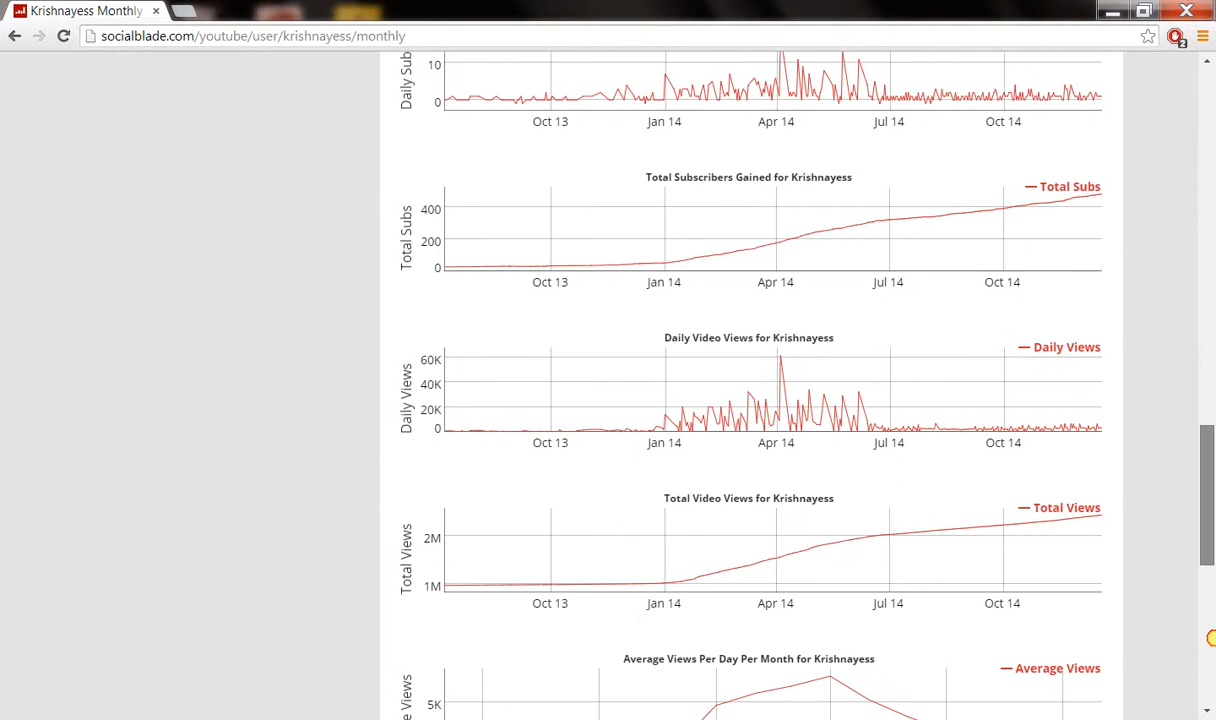 Krishnayess Monthly
socialblade.com/youtube/user/krishnayess/monthly
2
Daily Sub
10
0
Oct 13 Jan 14 Apr 14 Jul 14 Oct 14
Total Subscribers Gained for Krishnayess
Total Subs
Total Subs
400
200
0
Oct 13 Jan 14 Apr 14 Jul 14 Oct 14
Daily Video Views for Krishnayess
Daily Views
Daily Views
60K
40K
20K
0
Oct 13 Jan 14 Apr 14 Jul 14 Oct 14
Total Video Views for Krishnayess
Total Views
Total Views
2M
1M
Oct 13 Jan 14 Apr 14 Jul 14 Oct 14
Average Views Per Day Per Month for Krishnayess
Average Views
e Views
5K